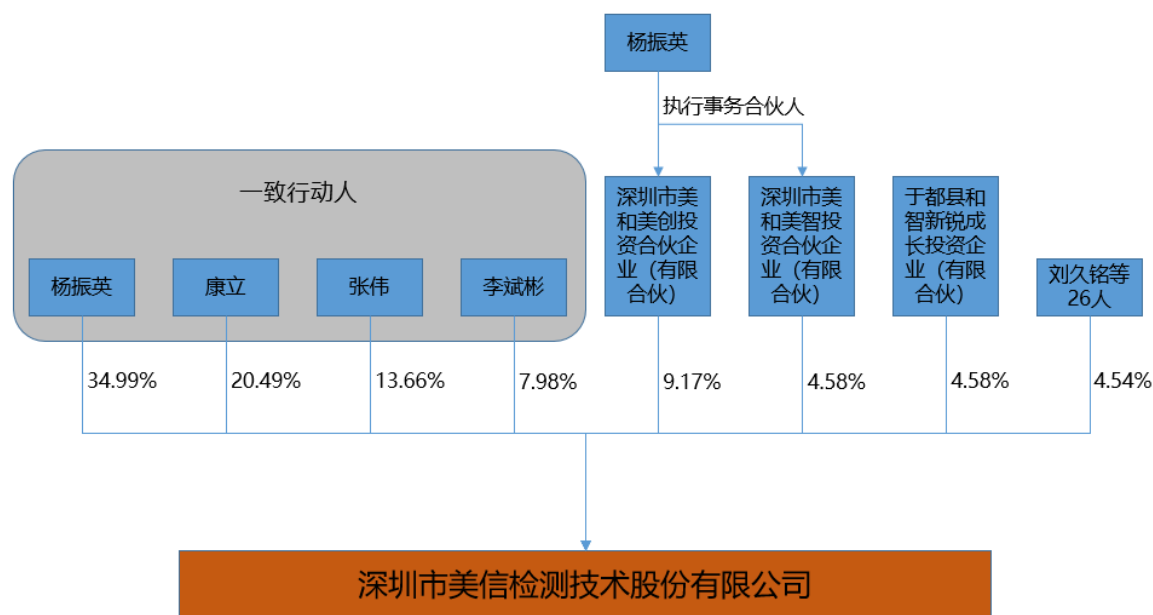 杨振英
执行事务合伙人
一致行动人
杨振英
康立
张伟
李斌彬
深圳市美
和美创投
资合伙企
业（有限
合伙）
深圳市美
和美智投
资合伙企
业（有限
合伙）
于都县和
智新锐成
长投资企
业（有限
合伙）
刘久铭等
26人
34.99%
20.49%
13.66%
7.98%
9.17%
4.58%
4.58%
4.54%
深圳市美信检测技术股份有限公司